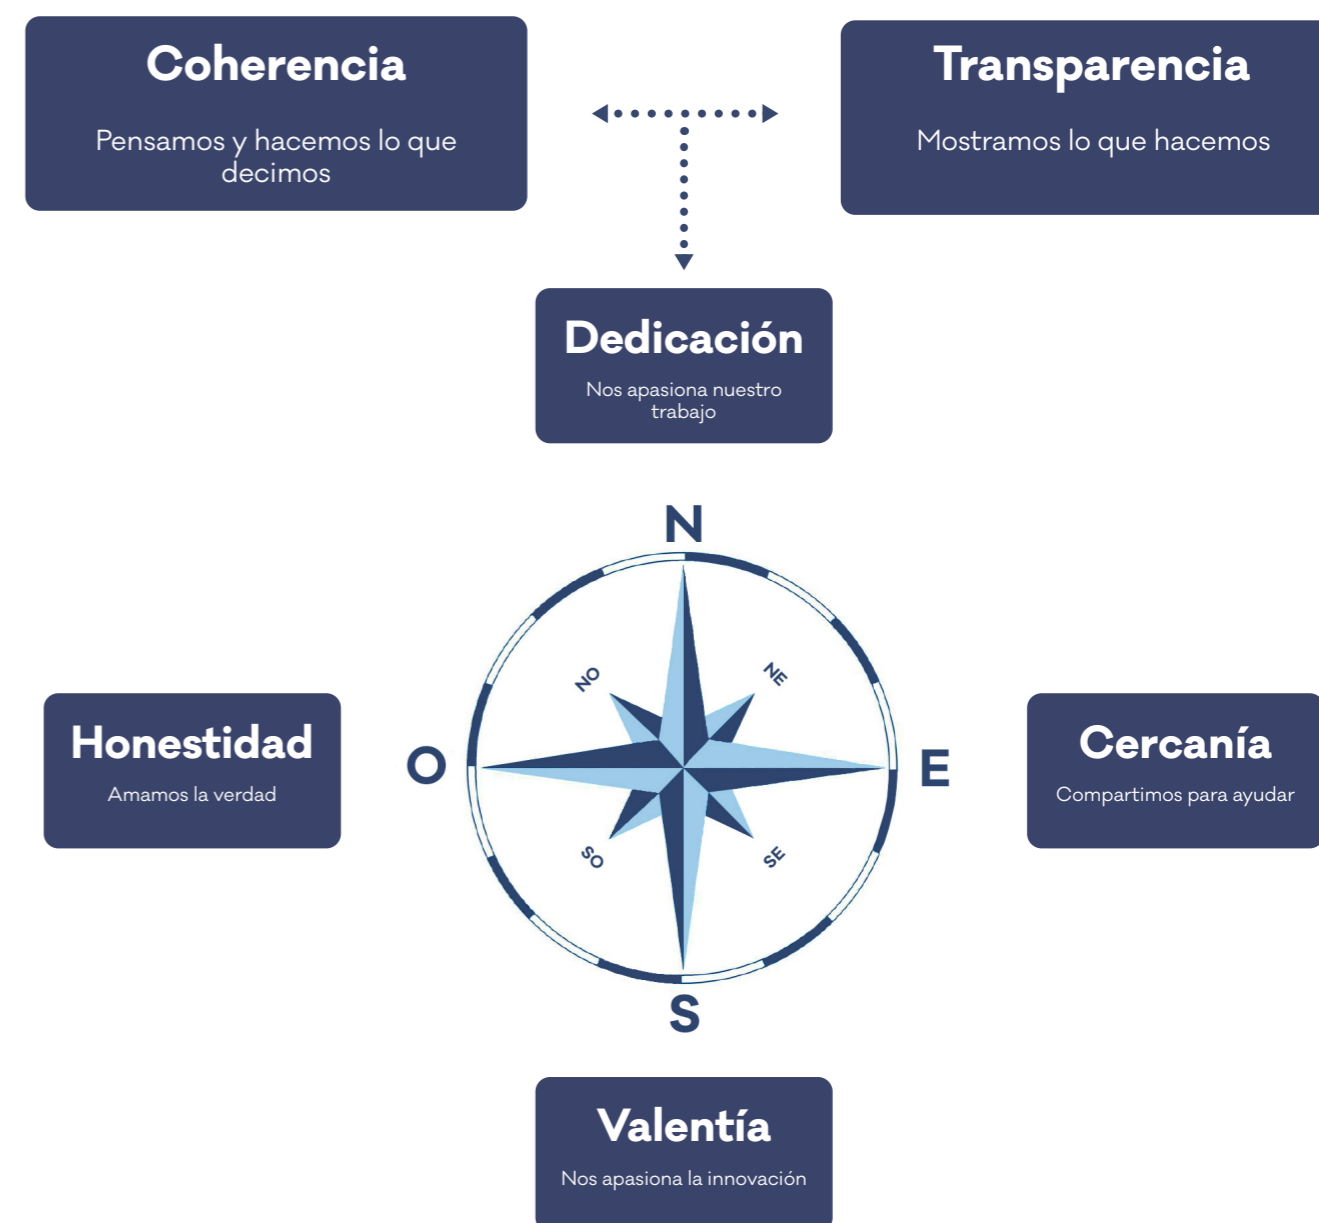 Coherencia
Pensamos y hacemos lo que
decimos
Transparencia
Mostramos lo que hacemos
Dedicación
Nos apasiona nuestro
trabajo
N
NO
NE
Honestidad
Amamos la verdad
O
E
Cercanía
Compartimos para ayudar
SO
SE
S
Valentía
Nos apasiona la innovación